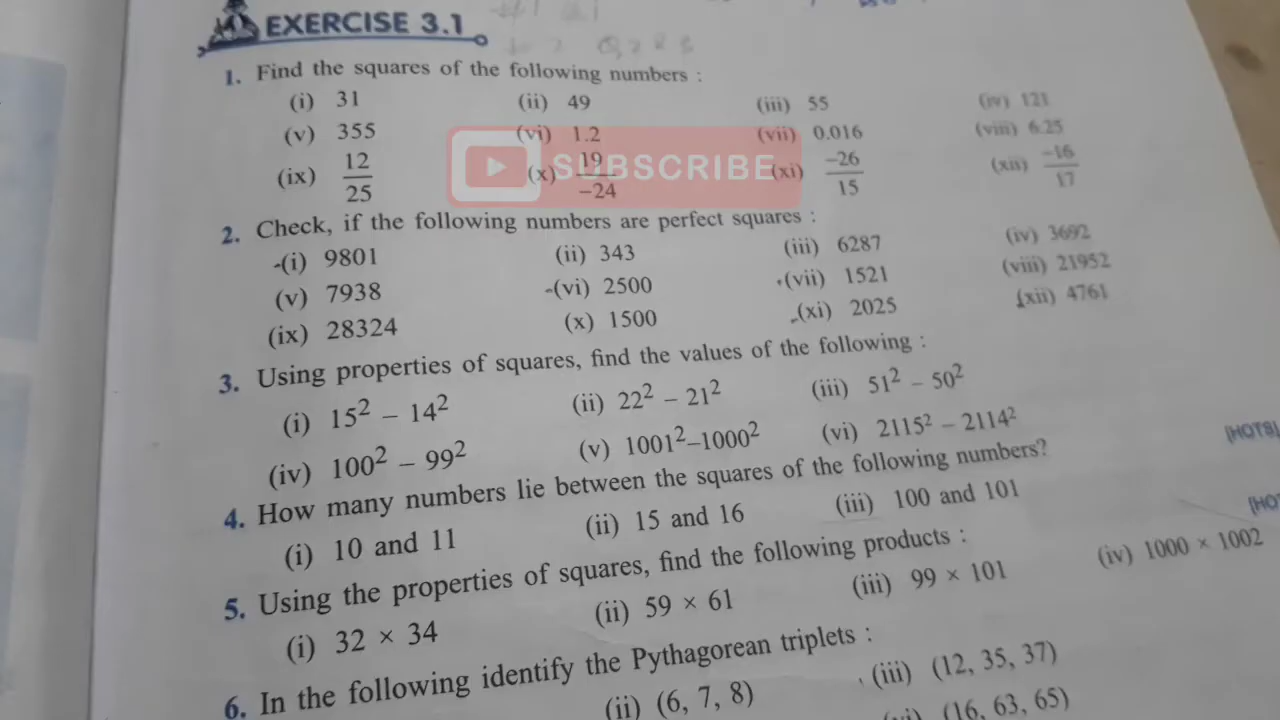 EXERCISE 3.1
1. Find the squares of the following numbers :
(i) 31 (ii) 49 (iii) 55 (iv) 121
(v) 355 (vi) 1.2 (vii) 0.016 (viii) 6.25
(ix) 12/25 (x) 19/-24 (xi) -26/15 (xii) -16/17
SUBSCRIBE
2. Check, if the following numbers are perfect squares :
(i) 9801 (ii) 343 (iii) 6287 (iv) 3692
(v) 7938 (vi) 2500 (vii) 1521 (viii) 21952
(ix) 28324 (x) 1500 (xi) 2025 (xii) 4761
3. Using properties of squares, find the values of the following :
(i) 15² – 14² (ii) 22² – 21² (iii) 51² – 50²
(iv) 100² – 99² (v) 1001²–1000² (vi) 2115² – 2114²
4. How many numbers lie between the squares of the following numbers? [HOTS]
(i) 10 and 11 (ii) 15 and 16 (iii) 100 and 101
5. Using the properties of squares, find the following products :
(i) 32 × 34 (ii) 59 × 61 (iii) 99 × 101 (iv) 1000 × 1002
6. In the following identify the Pythagorean triplets :
(ii) (6, 7, 8) (iii) (12, 35, 37)
(vi) (16, 63, 65)